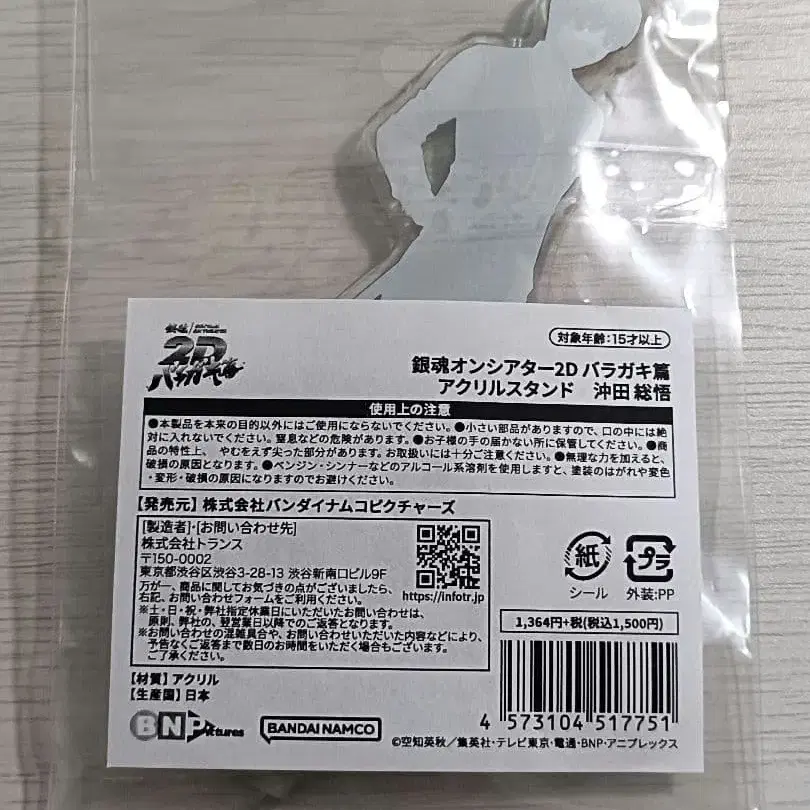 銀魂
2D
バラガキ篇
対象年齢:15才以上
銀魂オンシアター2D バラガキ篇
アクリルスタンド 沖田 総悟
使用上の注意
●本製品を本来の目的以外にはご使用にならないでください。●小さい部品がありますので、口の中には絶
対に入れないでください。窒息などの危険があります。●お子様の手の届かない所に保管してください。●商
品の特性上、 やむをえず尖った部分があります。お取扱いには十分ご注意ください。●無理な力を加えると、
破損の原因となります。●ベンジン・シンナーなどのアルコール系溶剤を使用しますと、塗装のはがれや変色
・変形・破損の原因になりますのでお避けください。
【発売元】株式会社バンダイナムコピクチャーズ
[製造者]・[お問い合わせ先]
株式会社トランス
〒150-0002
東京都渋谷区渋谷3-28-13 渋谷新南口ビル9F
万が一、商品に関してお気づきの点がございましたら、
右記、お問い合わせフォームをご利用ください。
https://infotr.jp
※土・日・祝・弊社指定休業日にいただいたお問い合わせは、
原則、弊社の、翌営業日以降でのご返答となります。
※お問い合わせの混雑具合や、お問い合わせいただいた内容などにより、
予告なくご返答まで数日のお時間をいただく場合もございます。
ご了承ください。
紙
シール
プラ
外装:PP
1,364円+税(税込1,500円)
【材質】アクリル
【生産国】日本
BNPictures
BANDAI NAMCO
4 573104 517751
©空知英秋/集英社・テレビ東京・電通・BNP・アニプレックス